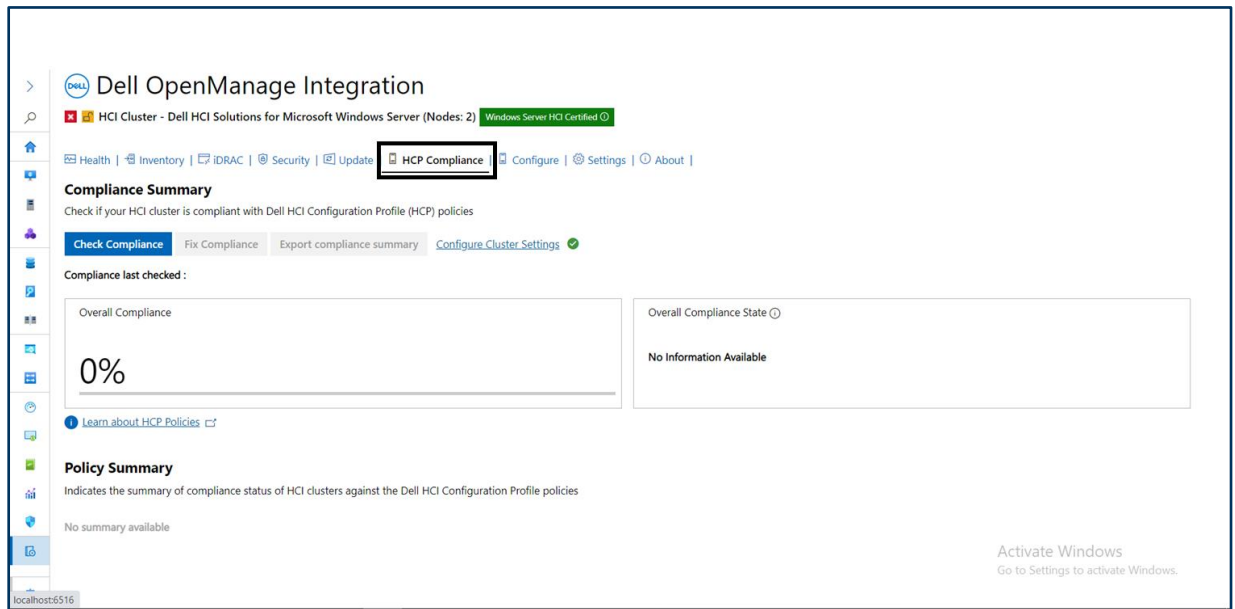 DELL Dell OpenManage Integration
HCI Cluster - Dell HCI Solutions for Microsoft Windows Server (Nodes: 2) Windows Server HCI Certified
Health | Inventory | iDRAC | Security | Update HCP Compliance | Configure | Settings | About |
Compliance Summary
Check if your HCI cluster is compliant with Dell HCI Configuration Profile (HCP) policies
Check Compliance Fix Compliance Export compliance summary Configure Cluster Settings
Compliance last checked :
Overall Compliance
0%
Overall Compliance State
No Information Available
Learn about HCP Policies
Policy Summary
Indicates the summary of compliance status of HCI clusters against the Dell HCI Configuration Profile policies
No summary available
Activate Windows
Go to Settings to activate Windows.
localhost:6516